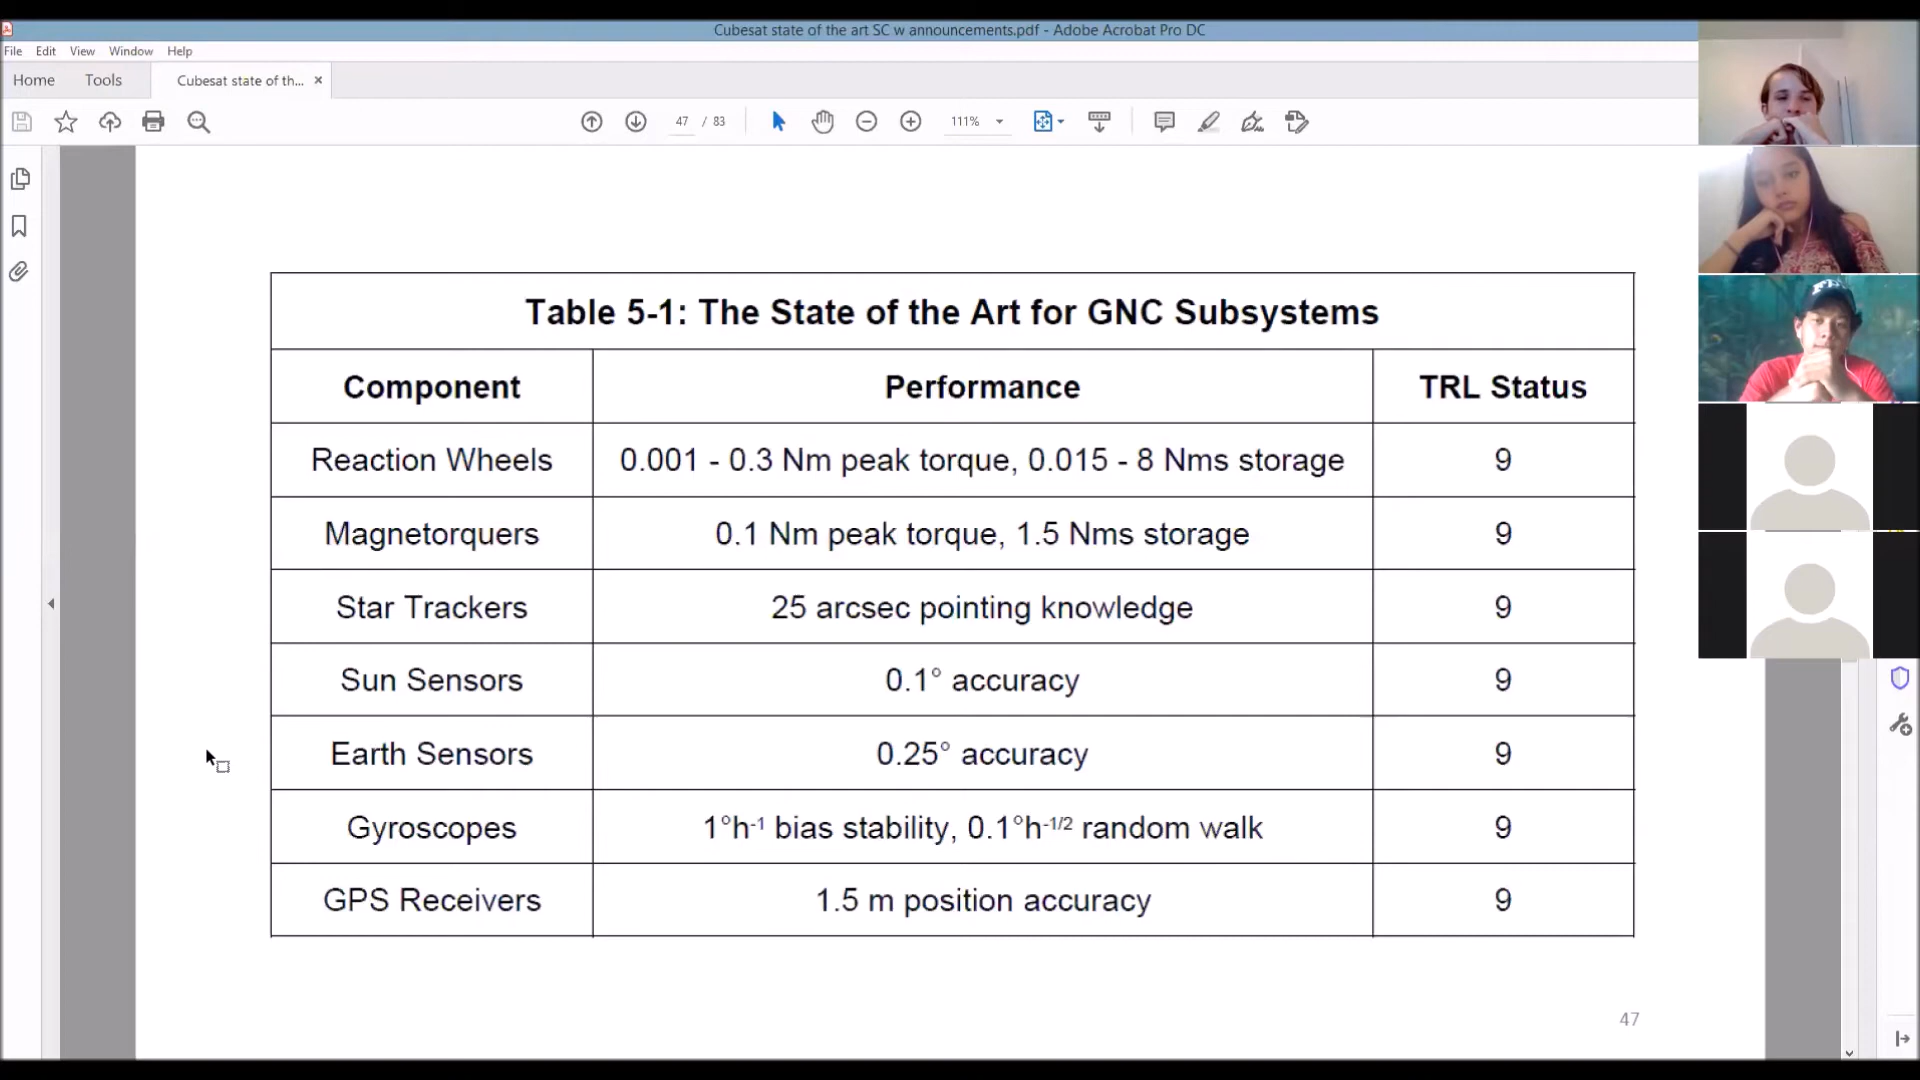 Cubesat state of the art SC w announcements.pdf - Adobe Acrobat Pro DC
File Edit View Window Help
Home Tools Cubesat state of th... ×
47 / 83 111%
Table 5-1: The State of the Art for GNC Subsystems
Component Performance TRL Status
Reaction Wheels 0.001 - 0.3 Nm peak torque, 0.015 - 8 Nms storage 9
Magnetorquers 0.1 Nm peak torque, 1.5 Nms storage 9
Star Trackers 25 arcsec pointing knowledge 9
Sun Sensors 0.1° accuracy 9
Earth Sensors 0.25° accuracy 9
Gyroscopes 1°h⁻¹ bias stability, 0.1°h⁻¹/² random walk 9
GPS Receivers 1.5 m position accuracy 9
47